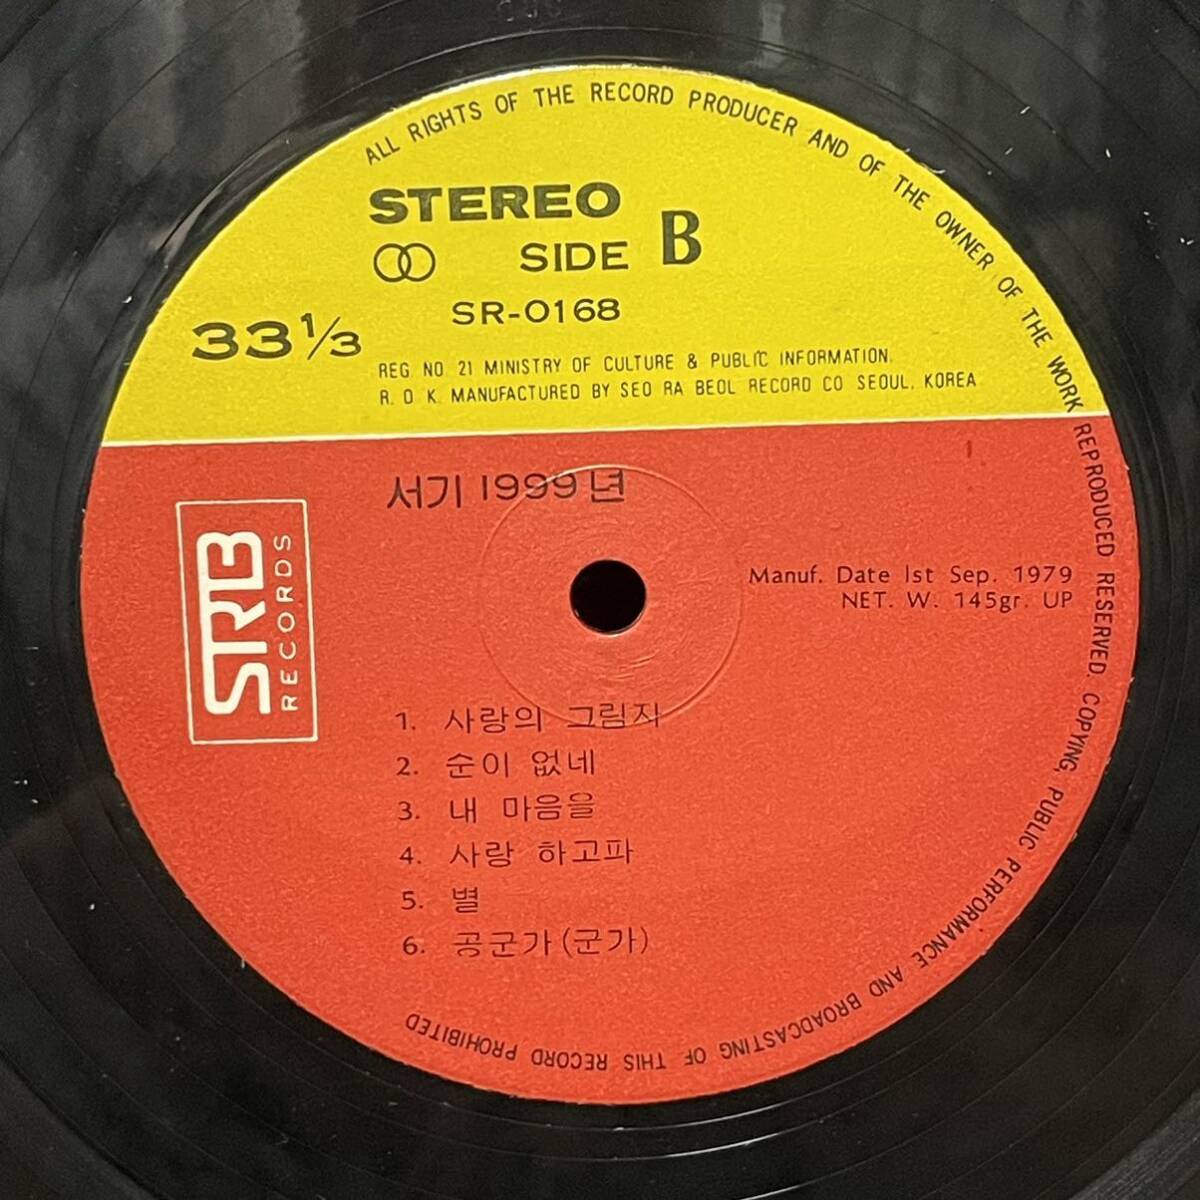 ALL RIGHTS OF THE RECORD PRODUCER AND OF THE OWNER OF THE WORK REPRODUCED RESERVED. COPYING, PUBLIC PERFORMANCE AND BROADCASTING OF THIS RECORD PROHIBITED
STEREO
SIDE B
SR-0168
33 1/3
REG. NO. 21 MINISTRY OF CULTURE & PUBLIC INFORMATION.
R. O. K. MANUFACTURED BY SEO RA BEOL RECORD CO SEOUL, KOREA
서기 1999년
SRB
RECORDS
Manuf. Date 1st Sep. 1979
NET. W. 145gr. UP
1. 사랑의 그림자
2. 순이 없네
3. 내 마음을
4. 사랑 하고파
5. 별
6. 공군가(군가)